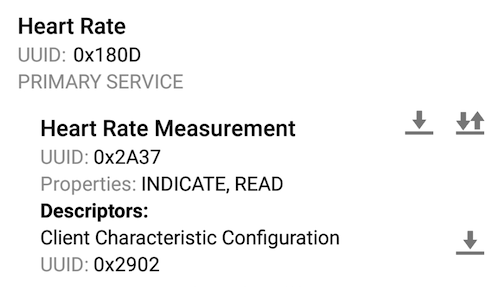 Heart Rate
UUID: 0x180D
PRIMARY SERVICE
Heart Rate Measurement
UUID: 0x2A37
Properties: INDICATE, READ
Descriptors:
Client Characteristic Configuration
UUID: 0x2902